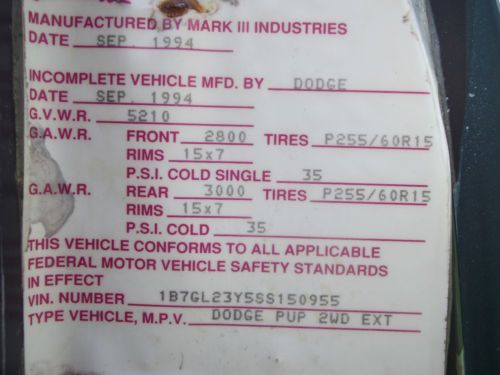 MANUFACTURED BY MARK III INDUSTRIES
DATE SEP. 1994
INCOMPLETE VEHICLE MFD. BY DODGE
DATE SEP. 1994
G.V.W.R. 5210
G.A.W.R. FRONT 2800 TIRES P255/60R15
RIMS 15x7
P.S.I. COLD SINGLE 35
G.A.W.R. REAR 3000 TIRES P255/60R15
RIMS 15x7
P.S.I. COLD 35
THIS VEHICLE CONFORMS TO ALL APPLICABLE
FEDERAL MOTOR VEHICLE SAFETY STANDARDS
IN EFFECT
VIN. NUMBER 1B7GL23Y5SS150955
TYPE VEHICLE, M.P.V. DODGE PUP 2WD EXT